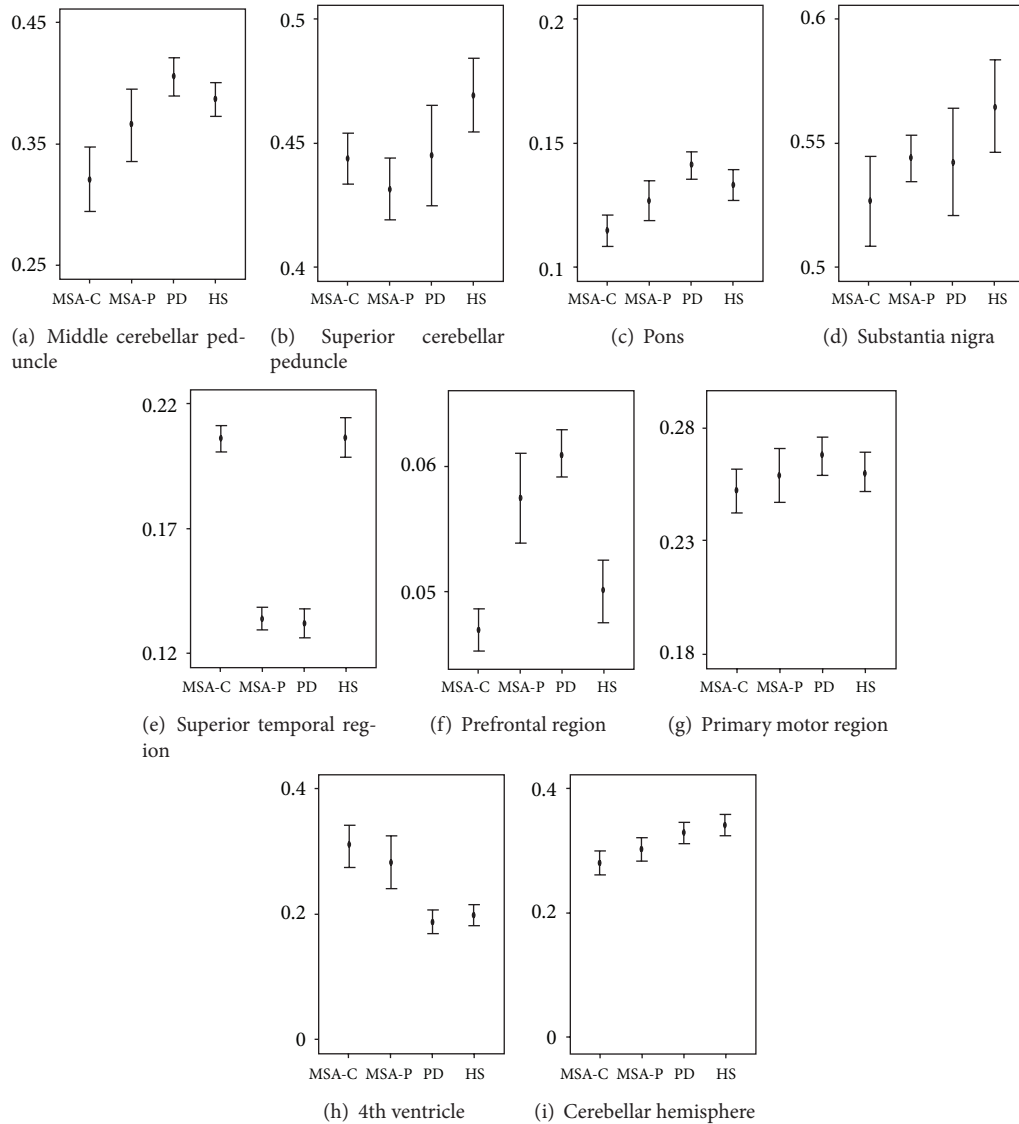 0.45
0.35
0.25
MSA-C MSA-P PD HS
(a) Middle cerebellar ped-
uncle
0.5
0.45
0.4
MSA-C MSA-P PD HS
(b) Superior cerebellar
peduncle
0.2
0.15
0.1
MSA-C MSA-P PD HS
(c) Pons
0.6
0.55
0.5
MSA-C MSA-P PD HS
(d) Substantia nigra
0.22
0.17
0.12
MSA-C MSA-P PD HS
(e) Superior temporal reg-
ion
0.06
0.05
MSA-C MSA-P PD HS
(f) Prefrontal region
0.28
0.23
0.18
MSA-C MSA-P PD HS
(g) Primary motor region
0.4
0.2
0
MSA-C MSA-P PD HS
(h) 4th ventricle
0.4
0.2
0
MSA-C MSA-P PD HS
(i) Cerebellar hemisphere